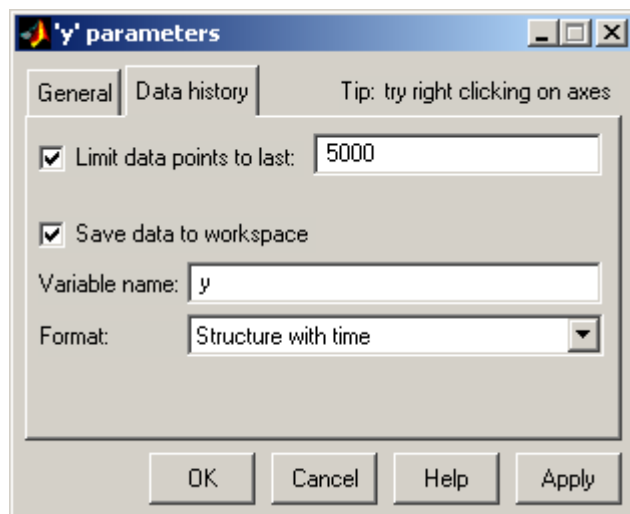 'y' parameters
General
Data history
Tip: try right clicking on axes
Limit data points to last: 5000
Save data to workspace
Variable name: y
Format: Structure with time
OK
Cancel
Help
Apply